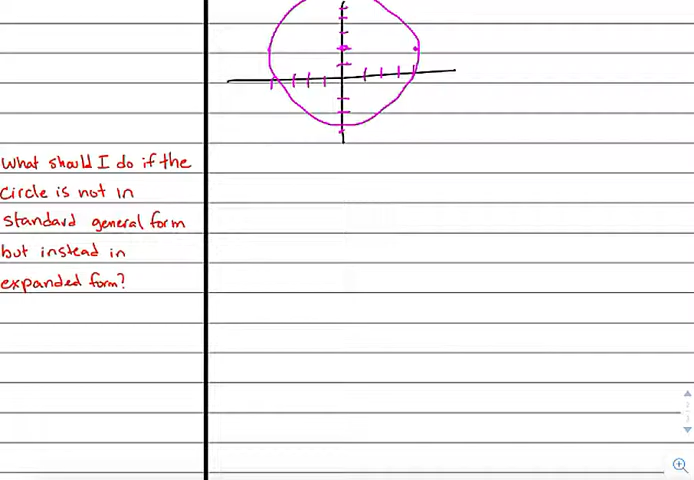 What should I do if the
Circle is not in
standard general form
but instead in
expanded form?